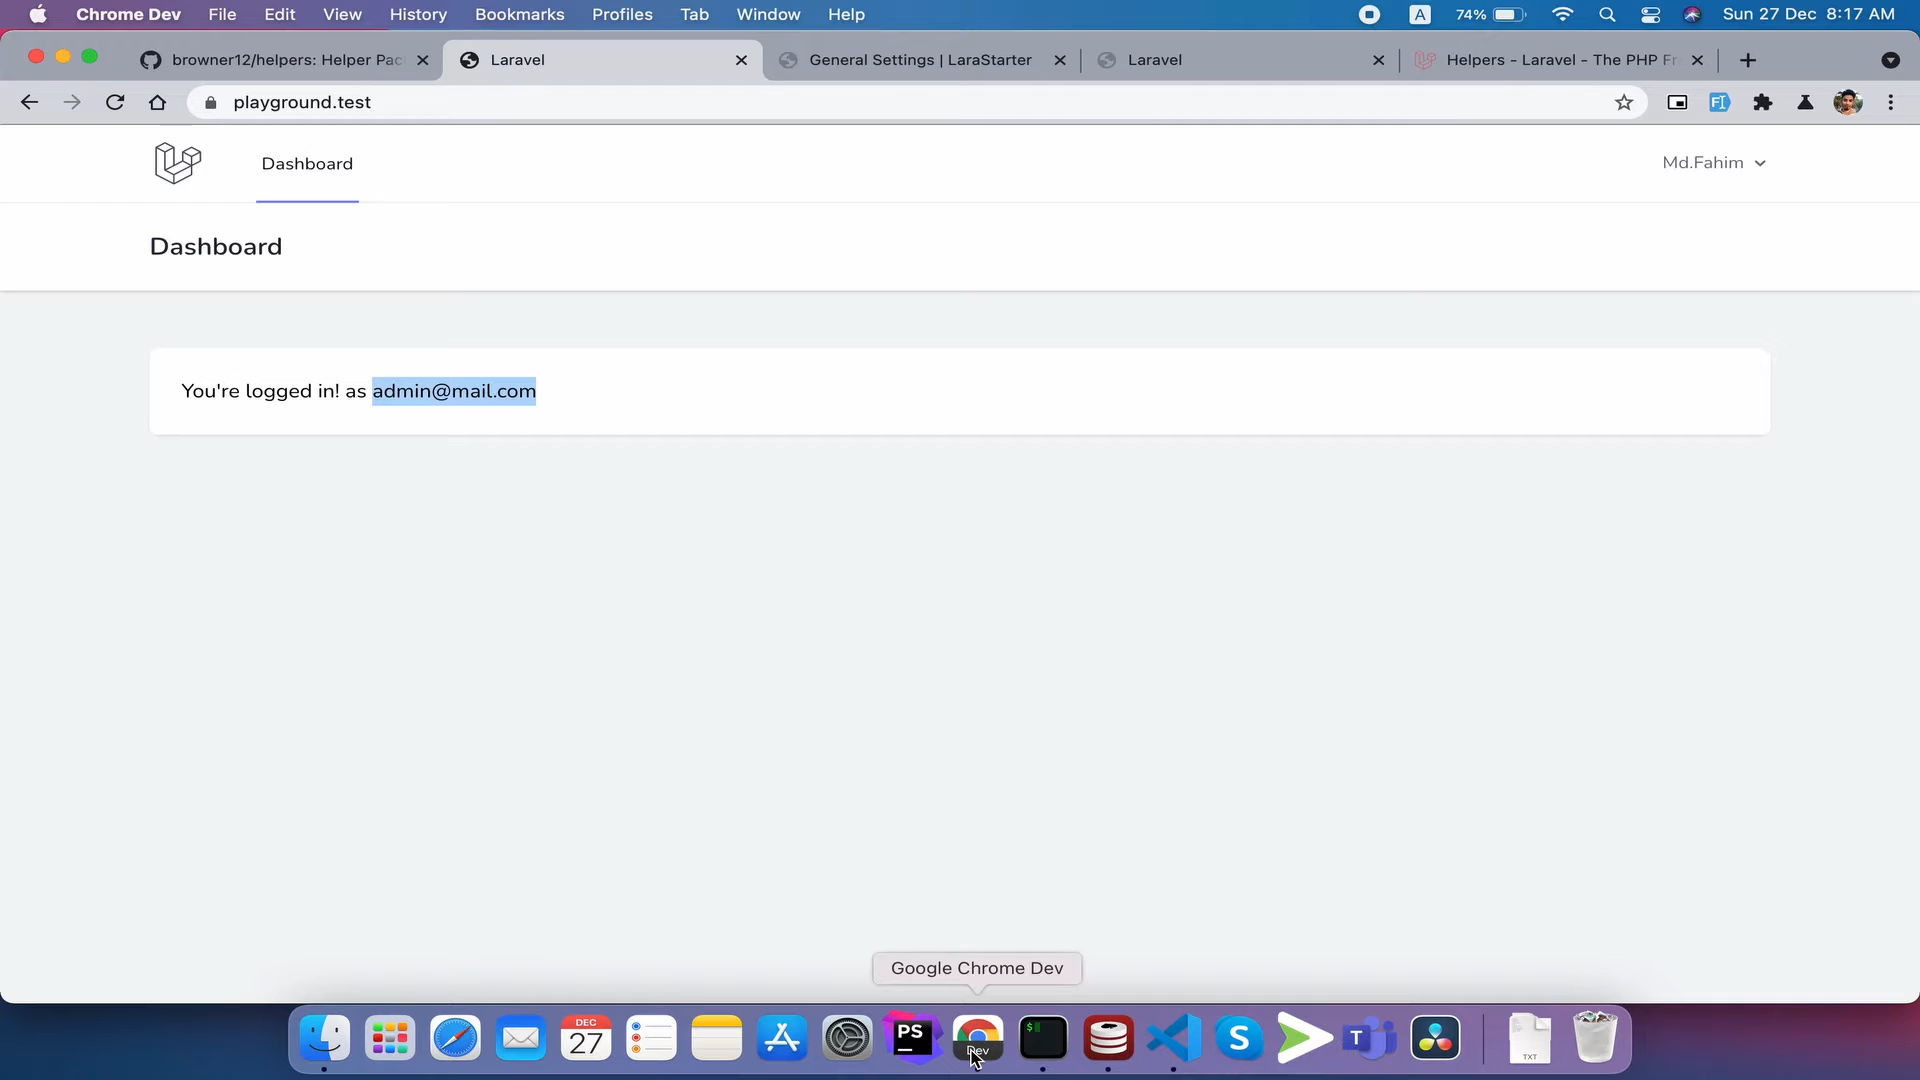 Chrome Dev File Edit View History Bookmarks Profiles Tab Window Help A 74% Sun 27 Dec 8:17 AM
browner12/helpers: Helper Pac Laravel General Settings | LaraStarter Laravel Helpers - Laravel - The PHP Fr
playground.test
Dashboard Md.Fahim
Dashboard
You're logged in! as admin@mail.com
Google Chrome Dev
DEC
27
PS
Dev
$
S
T
TXT